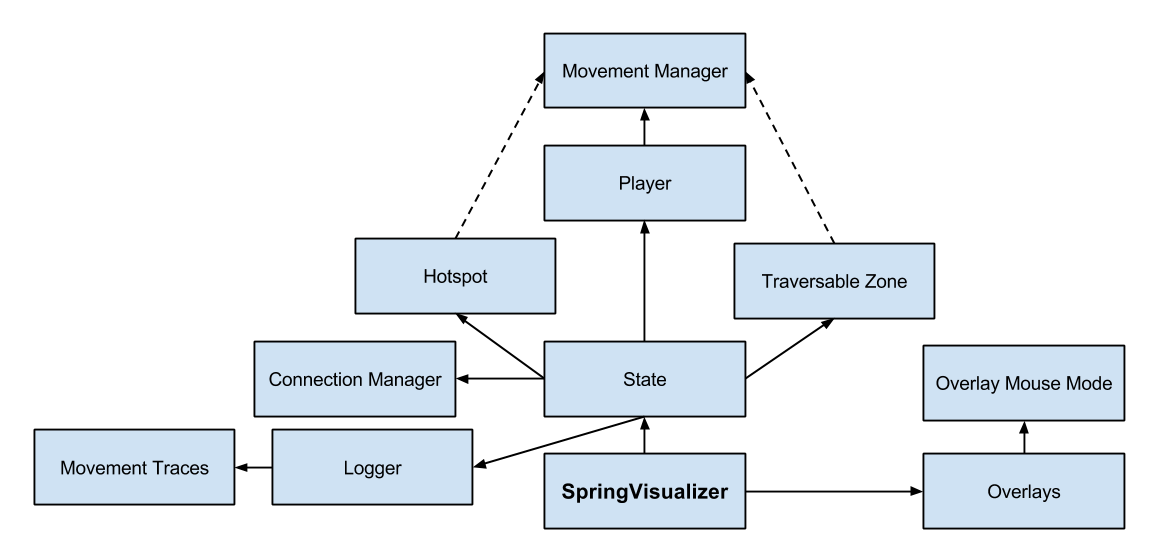 Movement Manager
Player
Hotspot
Traversable Zone
Connection Manager
State
Overlay Mouse Mode
Movement Traces
Logger
SpringVisualizer
Overlays